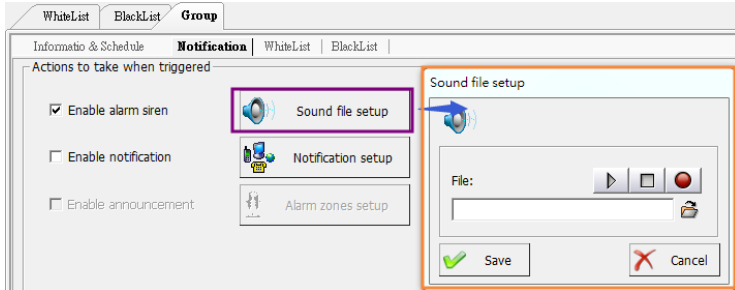 WhiteList BlackList Group
Informatio & Schedule Notification WhiteList BlackList
Actions to take when triggered
Enable alarm siren Sound file setup
Enable notification Notification setup
Enable announcement Alarm zones setup
Sound file setup
File:
Save Cancel